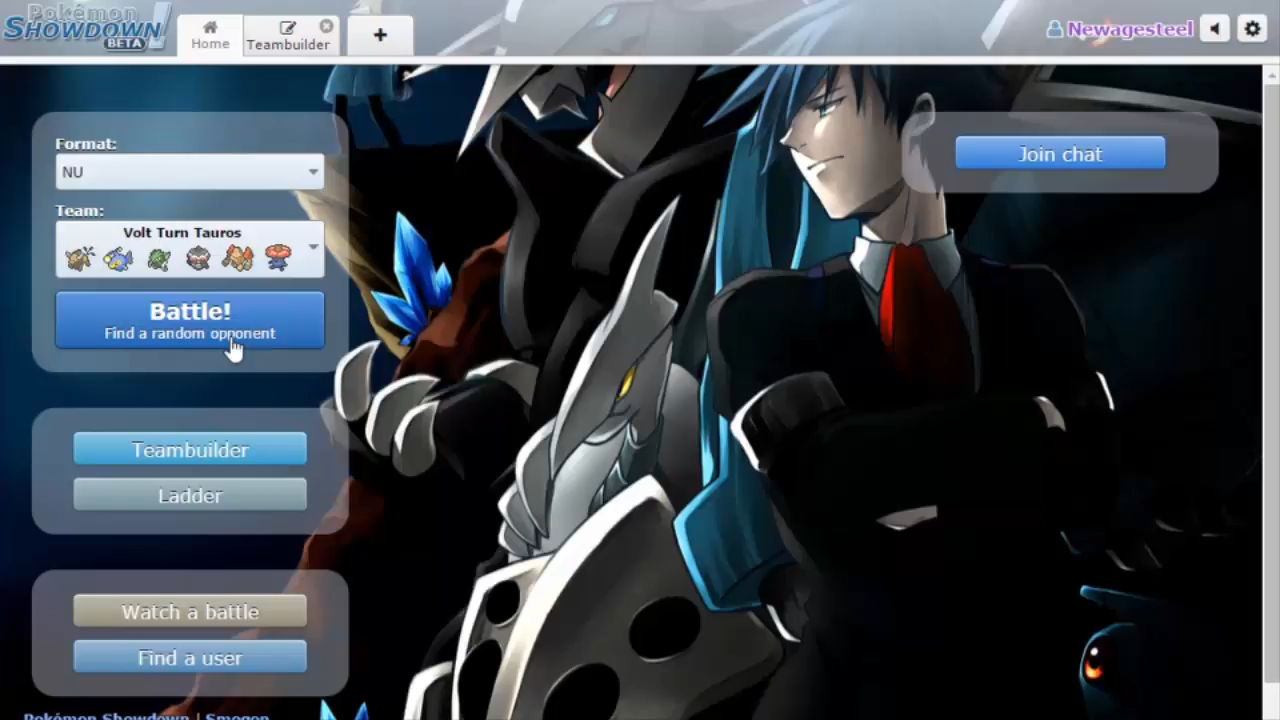 Pokémon
SHOWDOWN!
BETA
Home
Teambuilder
+
Newagesteel
Format:
NU
Team:
Volt Turn Tauros
Battle!
Find a random opponent
Join chat
Teambuilder
Ladder
Watch a battle
Find a user
Pokémon Showdown | Smogon